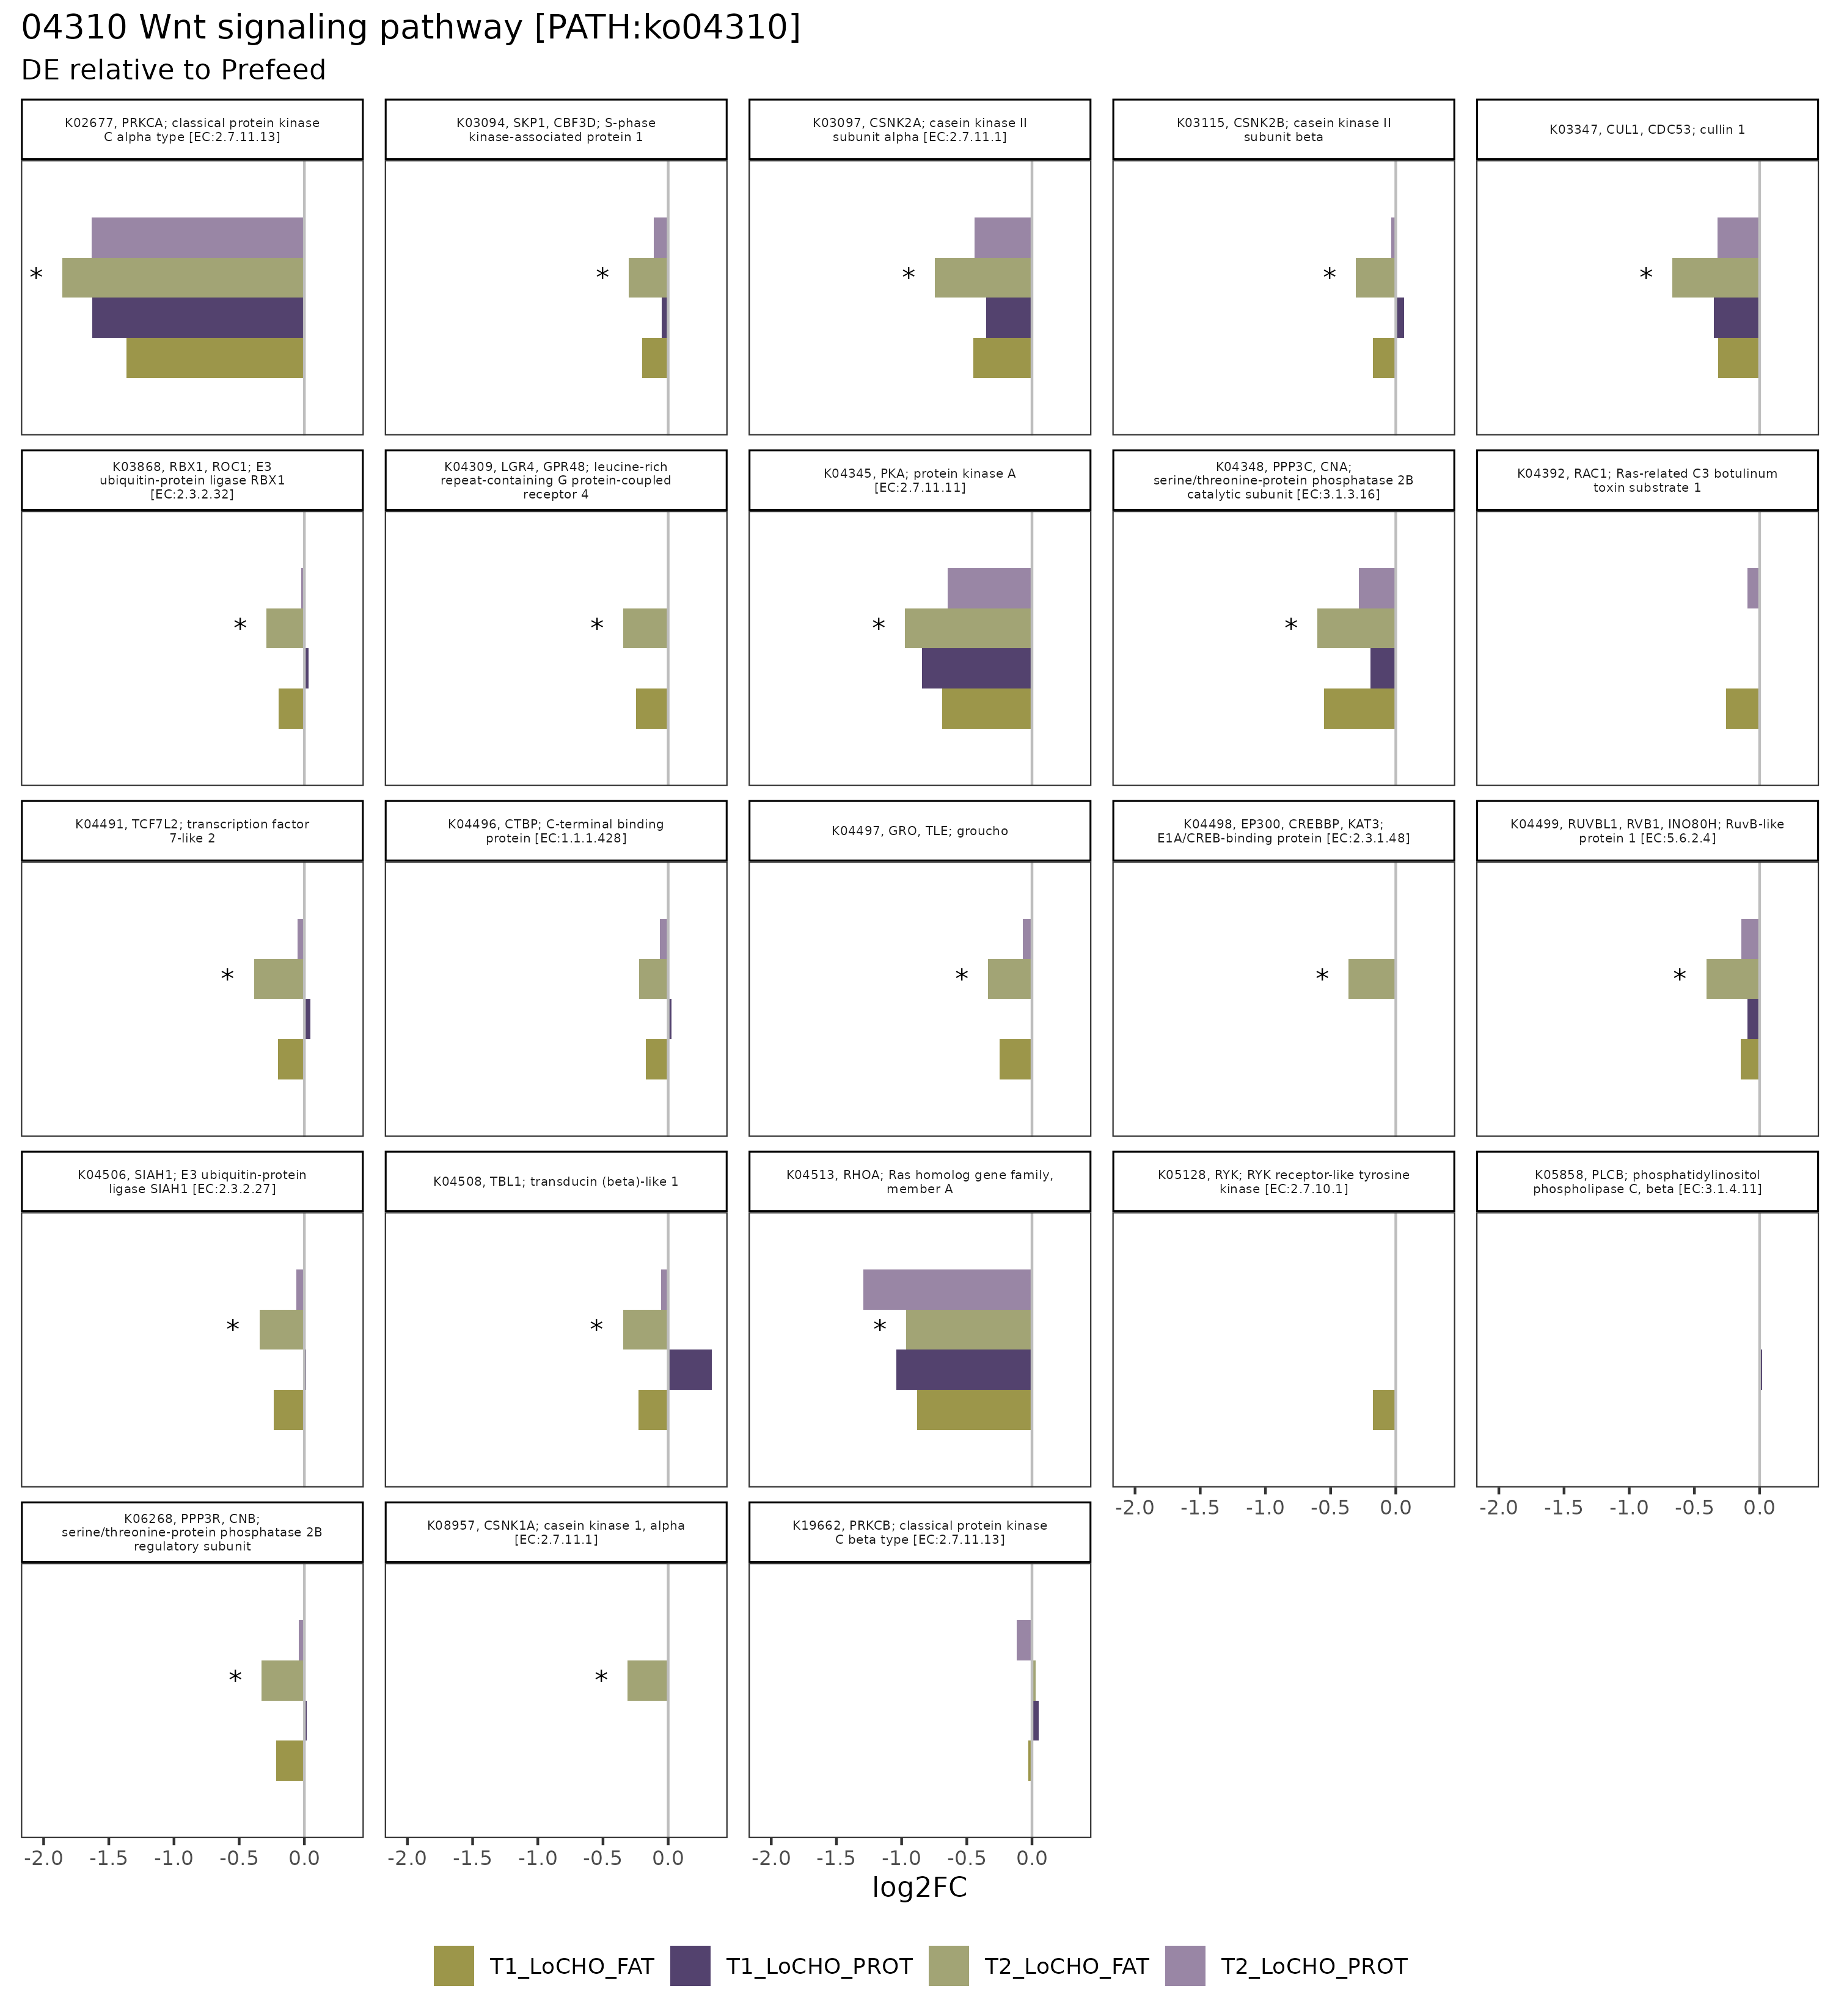 04310 Wnt signaling pathway [PATH:ko04310]
DE relative to Prefeed
K02677, PRKCA; classical protein kinase
C alpha type [EC:2.7.11.13]
K03094, SKP1, CBF3D; S-phase
kinase-associated protein 1
K03097, CSNK2A; casein kinase II
subunit alpha [EC:2.7.11.1]
K03115, CSNK2B; casein kinase II
subunit beta
K03347, CUL1, CDC53; cullin 1
*
*
*
*
*
K03868, RBX1, ROC1; E3
ubiquitin-protein ligase RBX1
[EC:2.3.2.32]
K04309, LGR4, GPR48; leucine-rich
repeat-containing G protein-coupled
receptor 4
K04345, PKA; protein kinase A
[EC:2.7.11.11]
K04348, PPP3C, CNA;
serine/threonine-protein phosphatase 2B
catalytic subunit [EC:3.1.3.16]
K04392, RAC1; Ras-related C3 botulinum
toxin substrate 1
*
*
*
*
K04491, TCF7L2; transcription factor
7-like 2
K04496, CTBP; C-terminal binding
protein [EC:1.1.1.428]
K04497, GRO, TLE; groucho
K04498, EP300, CREBBP, KAT3;
E1A/CREB-binding protein [EC:2.3.1.48]
K04499, RUVBL1, RVB1, INO80H; RuvB-like
protein 1 [EC:5.6.2.4]
*
*
*
*
K04506, SIAH1; E3 ubiquitin-protein
ligase SIAH1 [EC:2.3.2.27]
K04508, TBL1; transducin (beta)-like 1
K04513, RHOA; Ras homolog gene family,
member A
K05128, RYK; RYK receptor-like tyrosine
kinase [EC:2.7.10.1]
K05858, PLCB; phosphatidylinositol
phospholipase C, beta [EC:3.1.4.11]
*
*
*
-2.0 -1.5 -1.0 -0.5 0.0
-2.0 -1.5 -1.0 -0.5 0.0
K06268, PPP3R, CNB;
serine/threonine-protein phosphatase 2B
regulatory subunit
K08957, CSNK1A; casein kinase 1, alpha
[EC:2.7.11.1]
K19662, PRKCB; classical protein kinase
C beta type [EC:2.7.11.13]
*
*
-2.0 -1.5 -1.0 -0.5 0.0
-2.0 -1.5 -1.0 -0.5 0.0
-2.0 -1.5 -1.0 -0.5 0.0
log2FC
T1_LoCHO_FAT T1_LoCHO_PROT T2_LoCHO_FAT T2_LoCHO_PROT